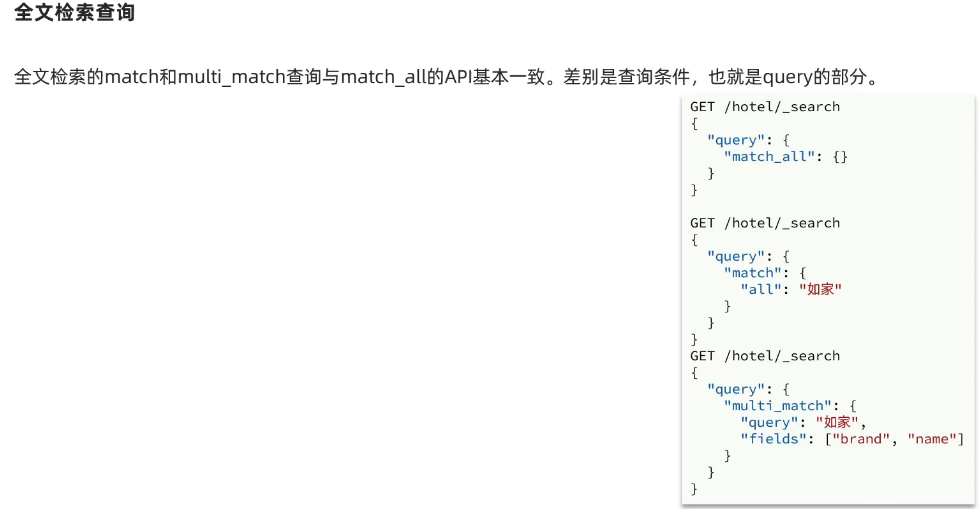 全文检索查询
全文检索的match和multi_match查询与match_all的API基本一致。差别是查询条件，也就是query的部分。
GET /hotel/_search
{
  "query": {
    "match_all": {}
  }
}
GET /hotel/_search
{
  "query": {
    "match": {
      "all": "如家"
    }
  }
}
GET /hotel/_search
{
  "query": {
    "multi_match": {
      "query": "如家",
      "fields": ["brand", "name"]
    }
  }
}